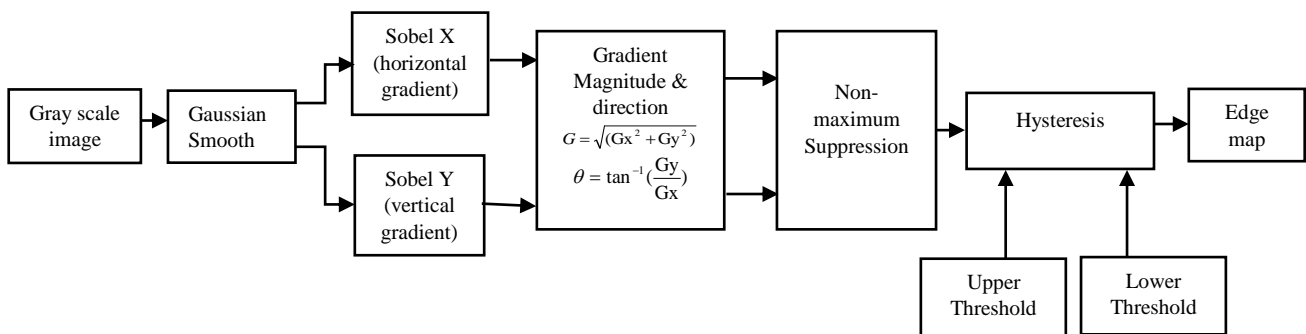 Gray scale
image
Gaussian
Smooth
Sobel X
(horizontal
gradient)
Sobel Y
(vertical
gradient)
Gradient
Magnitude &
direction
G = √(Gx² + Gy²)
θ = tan⁻¹(Gy/Gx)
Non-
maximum
Suppression
Hysteresis
Edge
map
Upper
Threshold
Lower
Threshold